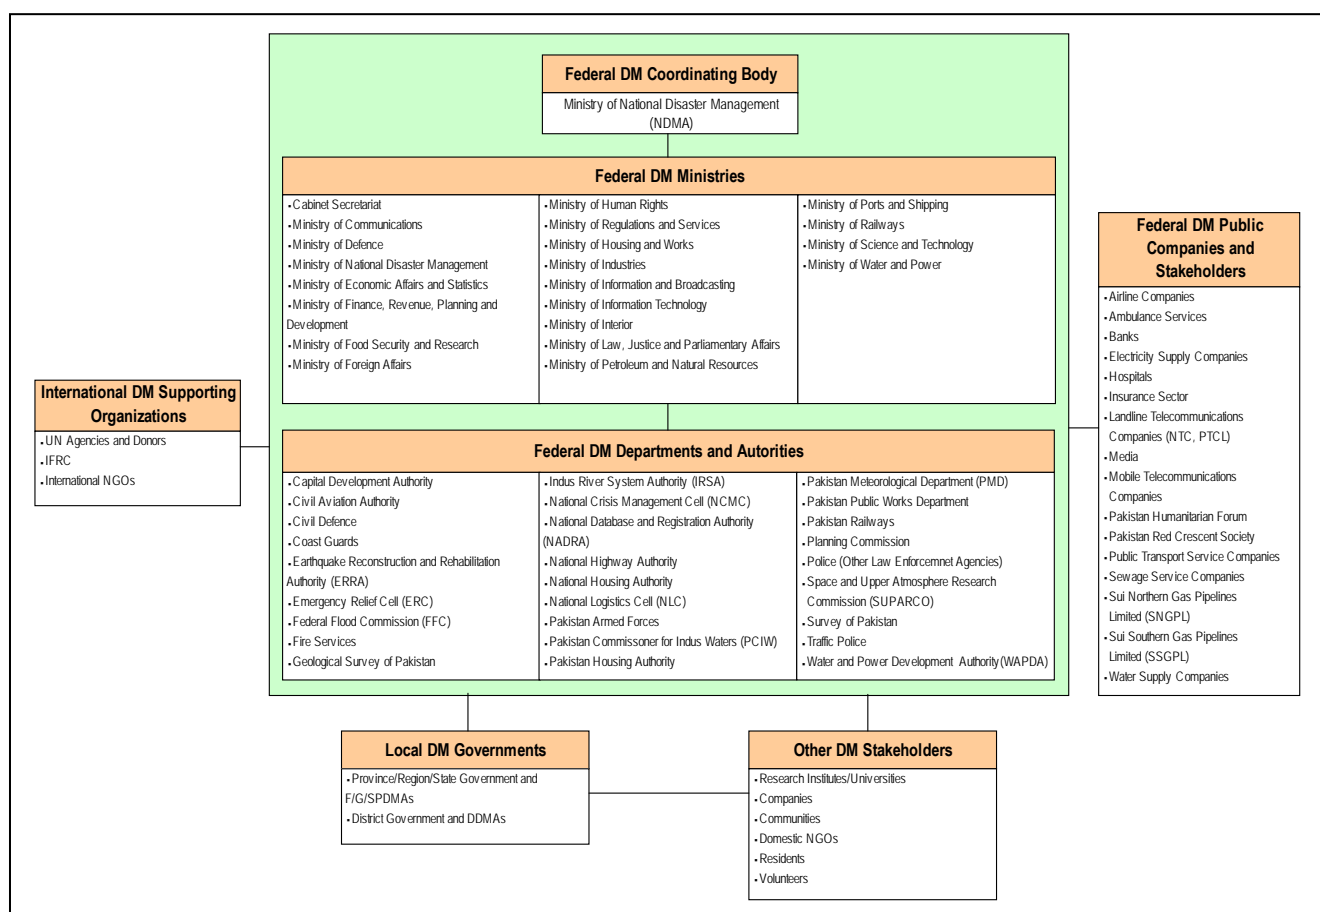 Federal DM Coordinating Body
Ministry of National Disaster Management
(NDMA)
Federal DM Ministries
▪Cabinet Secretariat
▪Ministry of Communications
▪Ministry of Defence
▪Ministry of National Disaster Management
▪Ministry of Economic Affairs and Statistics
▪Ministry of Finance, Revenue, Planning and
Development
▪Ministry of Food Security and Research
▪Ministry of Foreign Affairs
▪Ministry of Human Rights
▪Ministry of Regulations and Services
▪Ministry of Housing and Works
▪Ministry of Industries
▪Ministry of Information and Broadcasting
▪Ministry of Information Technology
▪Ministry of Interior
▪Ministry of Law, Justice and Parliamentary Affairs
▪Ministry of Petroleum and Natural Resources
▪Ministry of Ports and Shipping
▪Ministry of Railways
▪Ministry of Science and Technology
▪Ministry of Water and Power
Federal DM Public
Companies and
Stakeholders
▪Airline Companies
▪Ambulance Services
▪Banks
▪Electricity Supply Companies
▪Hospitals
▪Insurance Sector
▪Landline Telecommunications
Companies (NTC, PTCL)
▪Media
▪Mobile Telecommunications
Companies
▪Pakistan Humanitarian Forum
▪Pakistan Red Crescent Society
▪Public Transport Service Companies
▪Sewage Service Companies
▪Sui Northern Gas Pipelines
Limited (SNGPL)
▪Sui Southern Gas Pipelines
Limited (SSGPL)
▪Water Supply Companies
International DM Supporting
Organizations
▪UN Agencies and Donors
▪IFRC
▪International NGOs
Federal DM Departments and Autorities
▪Capital Development Authority
▪Civil Aviation Authority
▪Civil Defence
▪Coast Guards
▪Earthquake Reconstruction and Rehabilitation
Authority (ERRA)
▪Emergency Relief Cell (ERC)
▪Federal Flood Commission (FFC)
▪Fire Services
▪Geological Survey of Pakistan
▪Indus River System Authority (IRSA)
▪National Crisis Management Cell (NCMC)
▪National Database and Registration Authority
(NADRA)
▪National Highway Authority
▪National Housing Authority
▪National Logistics Cell (NLC)
▪Pakistan Armed Forces
▪Pakistan Commissoner for Indus Waters (PCIW)
▪Pakistan Housing Authority
▪Pakistan Meteorological Department (PMD)
▪Pakistan Public Works Department
▪Pakistan Railways
▪Planning Commission
▪Police (Other Law Enforcemnet Agencies)
▪Space and Upper Atmosphere Research
Commission (SUPARCO)
▪Survey of Pakistan
▪Traffic Police
▪Water and Power Development Authority(WAPDA)
Local DM Governments
▪Province/Region/State Government and
F/G/SPDMAs
▪District Government and DDMAs
Other DM Stakeholders
▪Research Institutes/Universities
▪Companies
▪Communities
▪Domestic NGOs
▪Residents
▪Volunteers